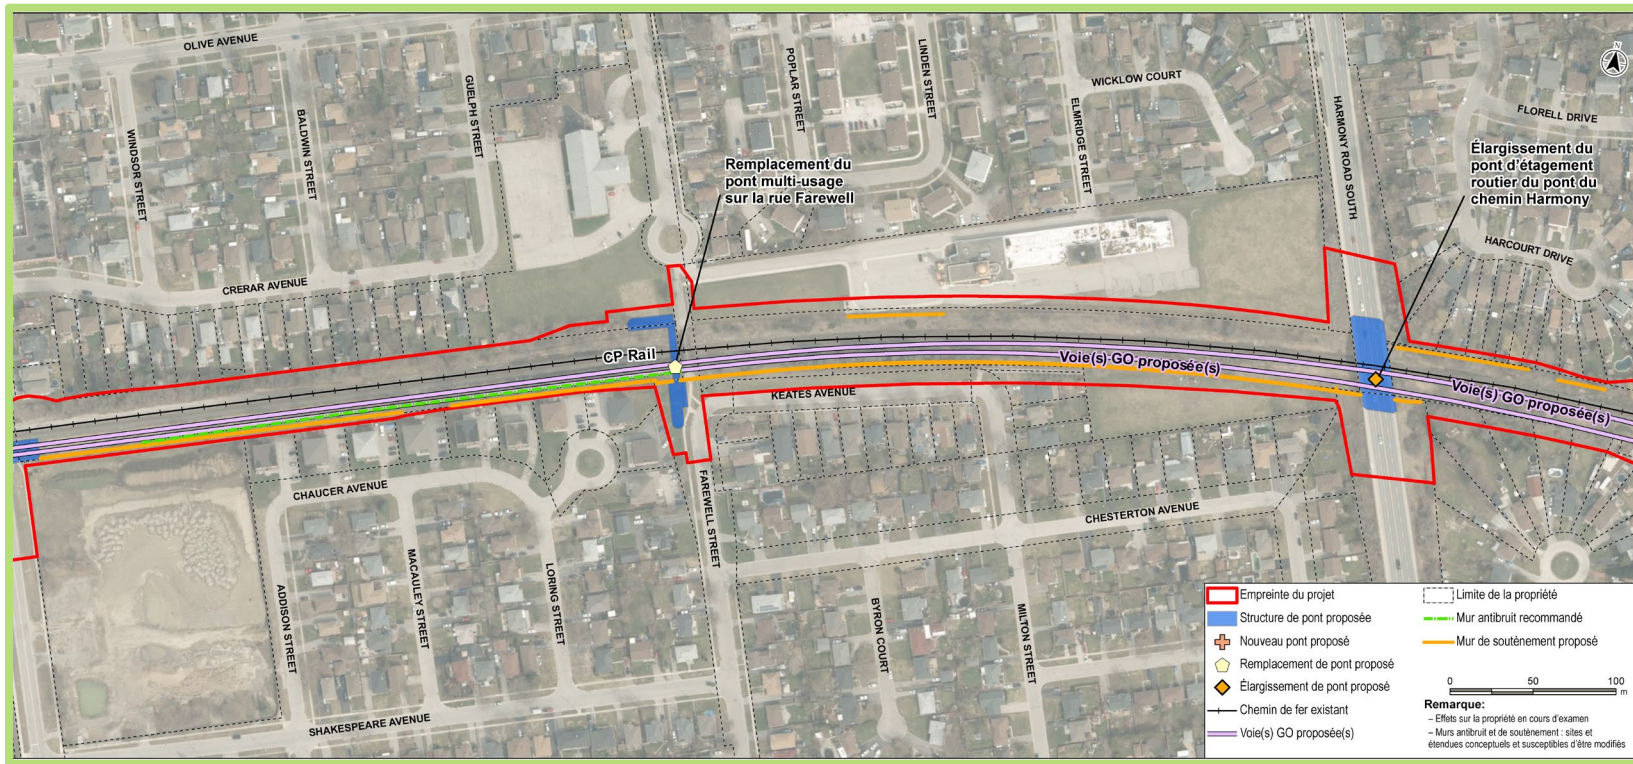 OLIVE AVENUE
WINDSOR STREET
BALDWIN STREET
GUELPH STREET
POPLAR STREET
LINDEN STREET
WICKLOW COURT
ELMRIDGE STREET
HARMONY ROAD SOUTH
N
FLORELL DRIVE
HARCOURT DRIVE
Remplacement du
pont multi-usage
sur la rue Farewell
Élargissement du
pont d'étagement
routier du pont du
chemin Harmony
CRERAR AVENUE
CP Rail
Voie(s) GO proposée(s)
Voie(s) GO proposée(s)
KEATES AVENUE
CHAUCER AVENUE
FAREWELL STREET
CHESTERTON AVENUE
ADDISON STREET
MACAULEY STREET
LORING STREET
BYRON COURT
MILTON STREET
SHAKESPEARE AVENUE
Empreinte du projet
Structure de pont proposée
Nouveau pont proposé
Remplacement de pont proposé
Élargissement de pont proposé
Chemin de fer existant
Voie(s) GO proposée(s)
Limite de la propriété
Mur antibruit recommandé
Mur de soutènement proposé
0 50 100
m
Remarque:
– Effets sur la propriété en cours d'examen
– Murs antibruit et de soutènement : sites et
étendues conceptuels et susceptibles d'être modifiés